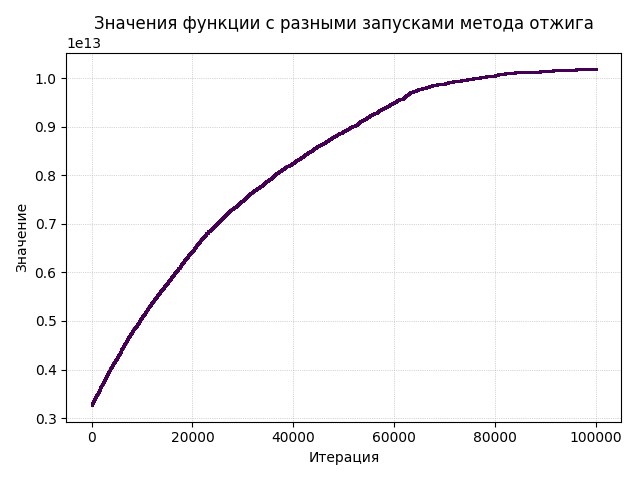 Значения функции с разными запусками метода отжига
1e13
1.0
0.9
0.8
0.7
0.6
0.5
0.4
0.3
Значение
0 20000 40000 60000 80000 100000
Итерация